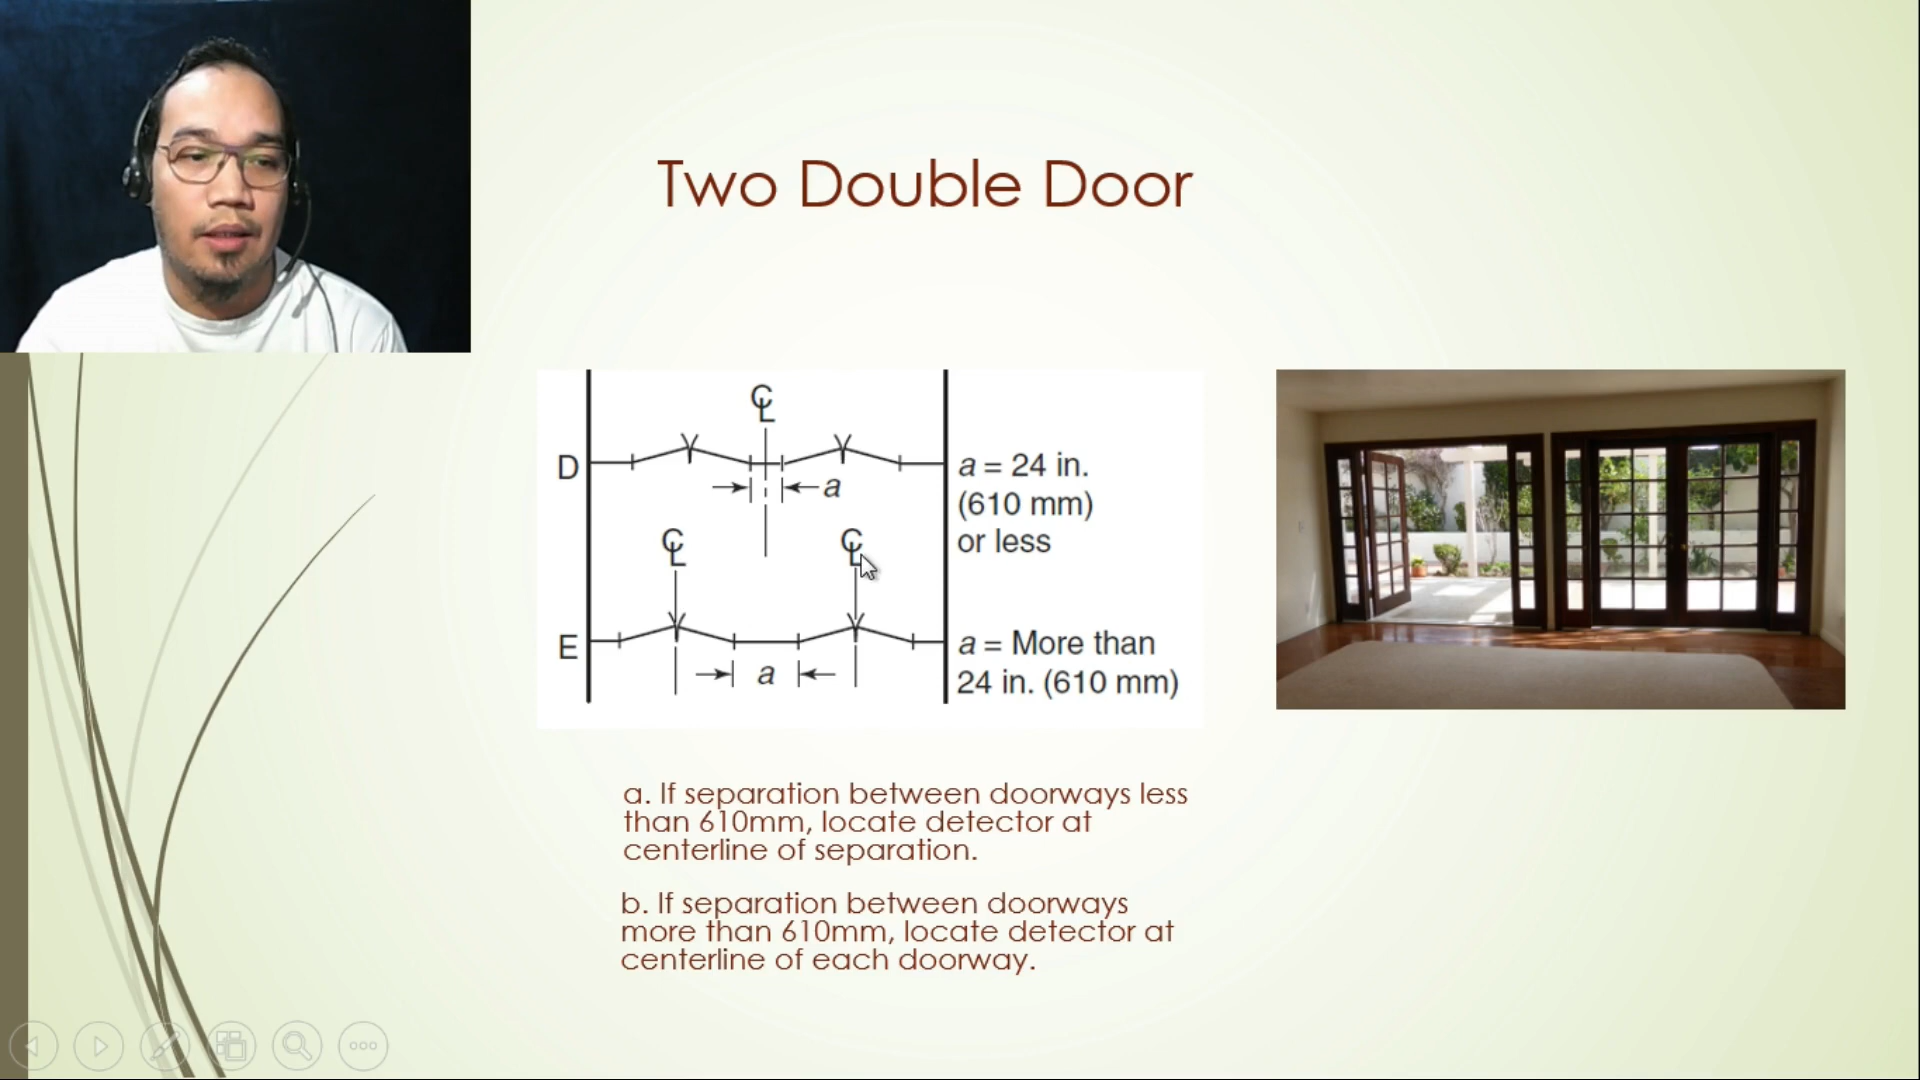 Two Double Door
℄
D
a
a = 24 in.
(610 mm)
or less
℄ ℄
E
a
a = More than
24 in. (610 mm)
a. If separation between doorways less
than 610mm, locate detector at
centerline of separation.
b. If separation between doorways
more than 610mm, locate detector at
centerline of each doorway.